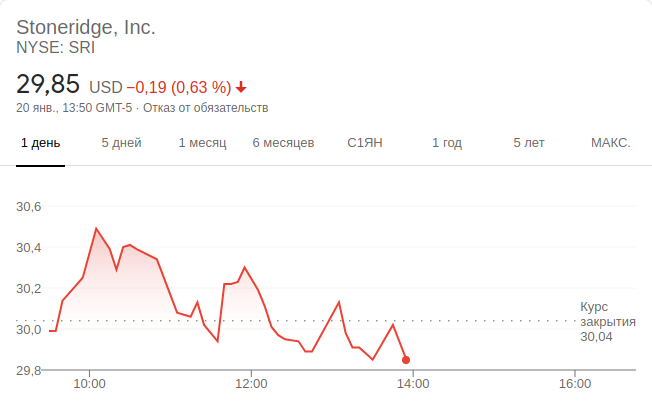 Stoneridge, Inc.
NYSE: SRI
29,85 USD −0,19 (0,63 %)
20 янв., 13:50 GMT-5 · Отказ от обязательств
1 день 5 дней 1 месяц 6 месяцев С1ЯН 1 год 5 лет МАКС.
30,6
30,4
30,2
Курс
закрытия
30,04
30,0
29,8
10:00 12:00 14:00 16:00